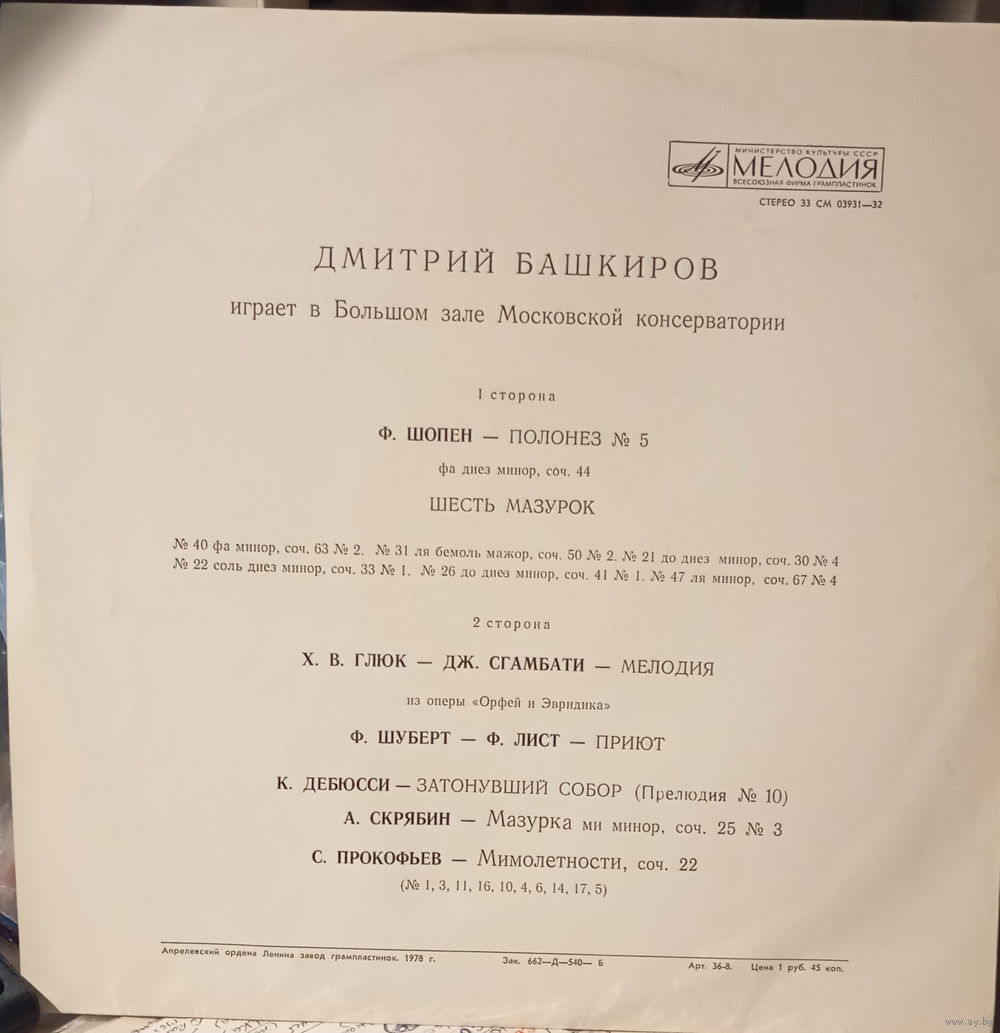 МИНИСТЕРСТВО КУЛЬТУРЫ СССР
МЕЛОДИЯ
ВСЕСОЮЗНАЯ ФИРМА ГРАМПЛАСТИНОК
СТЕРЕО 33 СМ 03931—32
ДМИТРИЙ БАШКИРОВ
играет в Большом зале Московской консерватории
1 сторона
Ф. ШОПЕН — ПОЛОНЕЗ № 5
фа диез минор, соч. 44
ШЕСТЬ МАЗУРОК
№ 40 фа минор, соч. 63 № 2. № 31 ля бемоль мажор, соч. 50 № 2. № 21 до диез минор, соч. 30 № 4
№ 22 соль диез минор, соч. 33 № 1. № 26 до диез минор, соч. 41 № 1. № 47 ля минор, соч. 67 № 4
2 сторона
Х. В. ГЛЮК — ДЖ. СГАМБАТИ — МЕЛОДИЯ
из оперы «Орфей и Эвридика»
Ф. ШУБЕРТ — Ф. ЛИСТ — ПРИЮТ
К. ДЕБЮССИ — ЗАТОНУВШИЙ СОБОР (Прелюдия № 10)
А. СКРЯБИН — Мазурка ми минор, соч. 25 № 3
С. ПРОКОФЬЕВ — Мимолетности, соч. 22
(№ 1, 3, 11, 16, 10, 4, 6, 14, 17, 5)
Апрелевский ордена Ленина завод грампластинок. 1978 г. Зак. 662—Д—540— Б Арт. 36-8. Цена 1 руб. 45 коп.
www.ay.by